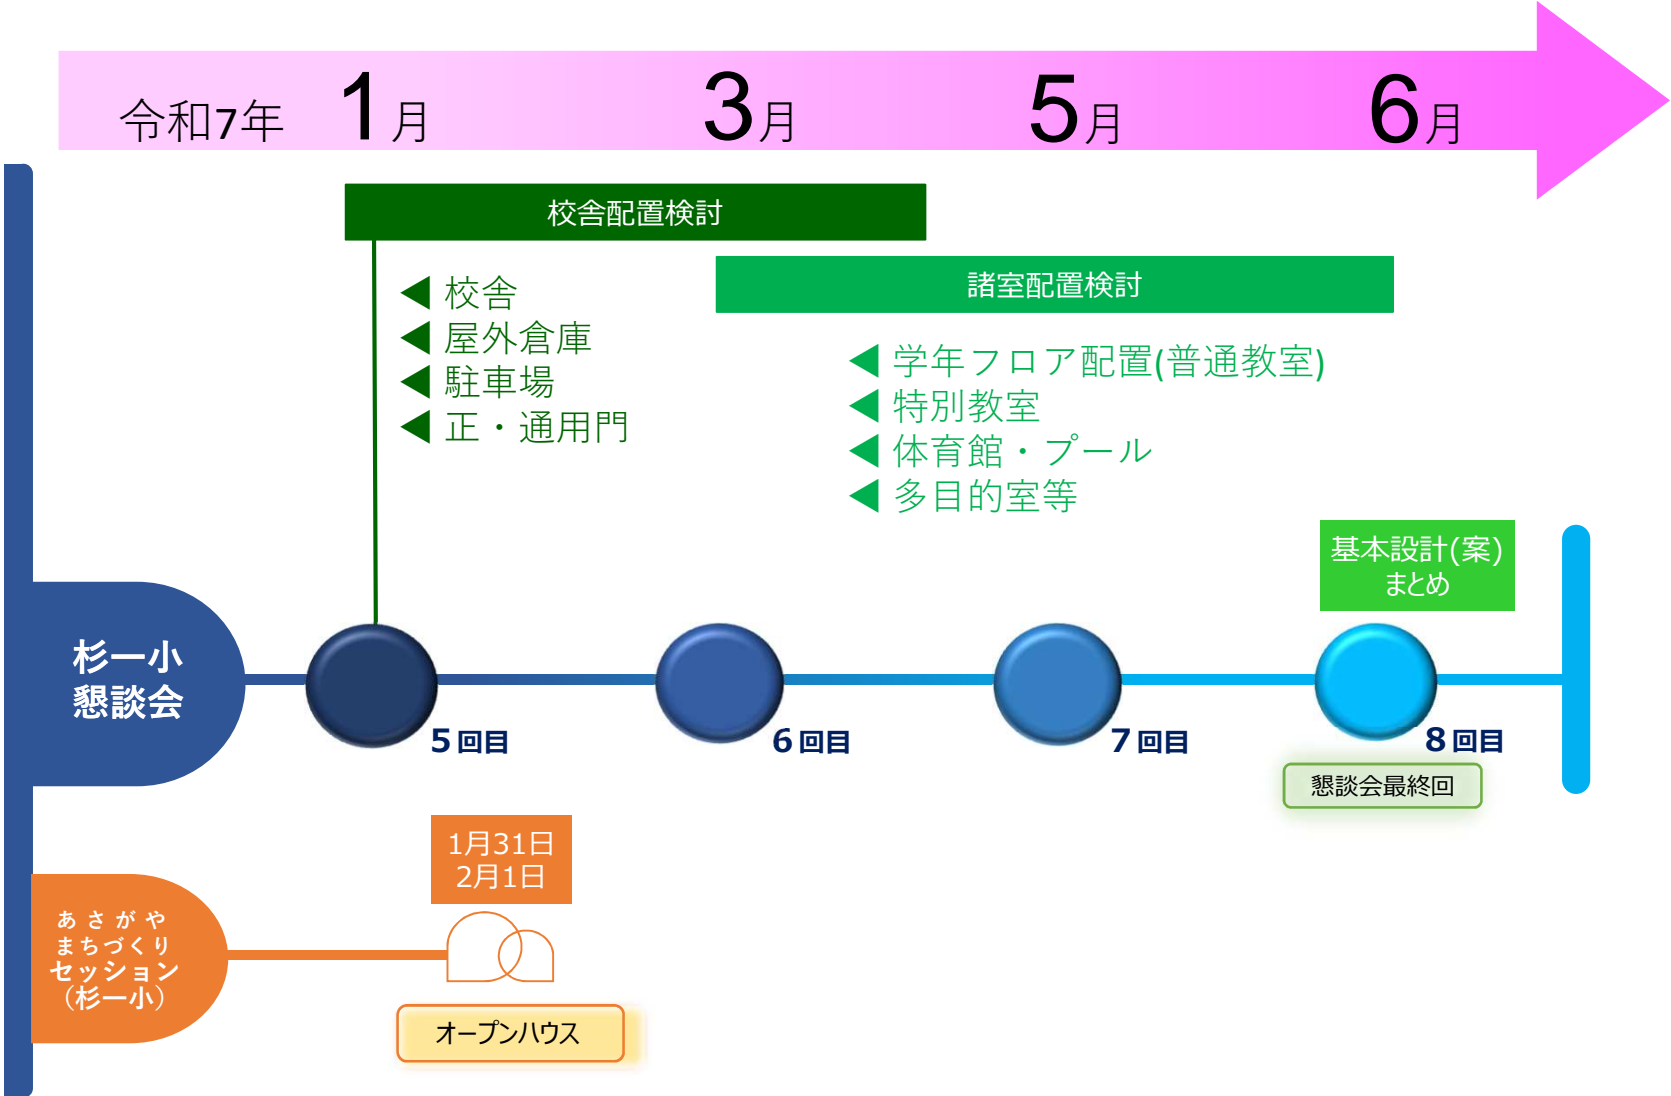 令和7年 1月 3月 5月 6月
校舎配置検討
諸室配置検討
◀ 校舎
◀ 屋外倉庫
◀ 駐車場
◀ 正・通用門
◀ 学年フロア配置(普通教室)
◀ 特別教室
◀ 体育館・プール
◀ 多目的室等
基本設計(案)
まとめ
杉一小
懇談会
5回目
6回目
7回目
8回目
懇談会最終回
1月31日
2月1日
あさがや
まちづくり
セッション
（杉一小）
オープンハウス